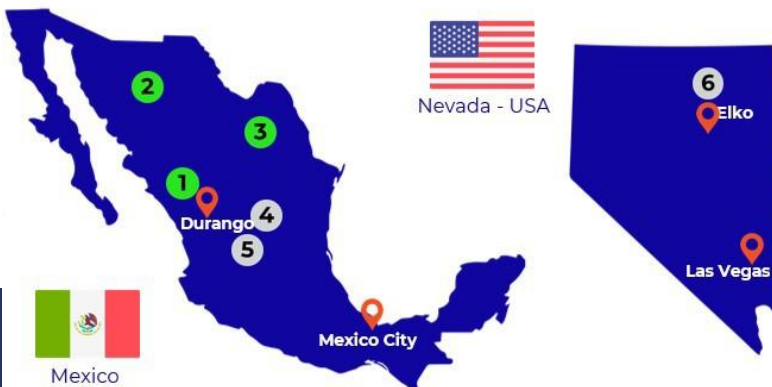 2
3
1
Durango
4
5
Mexico City
Mexico
Nevada - USA
6
Elko
Las Vegas